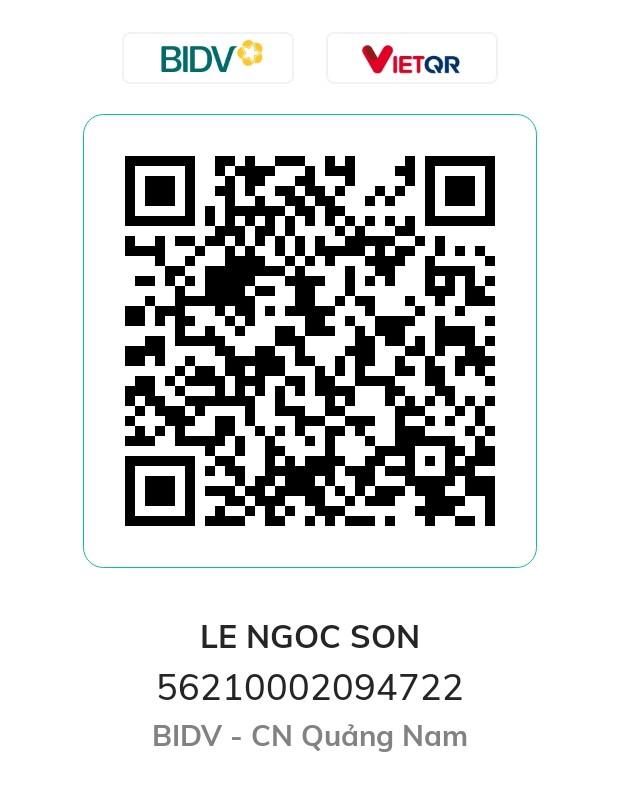 BIDV VIETQR
LE NGOC SON
56210002094722
BIDV - CN Quảng Nam